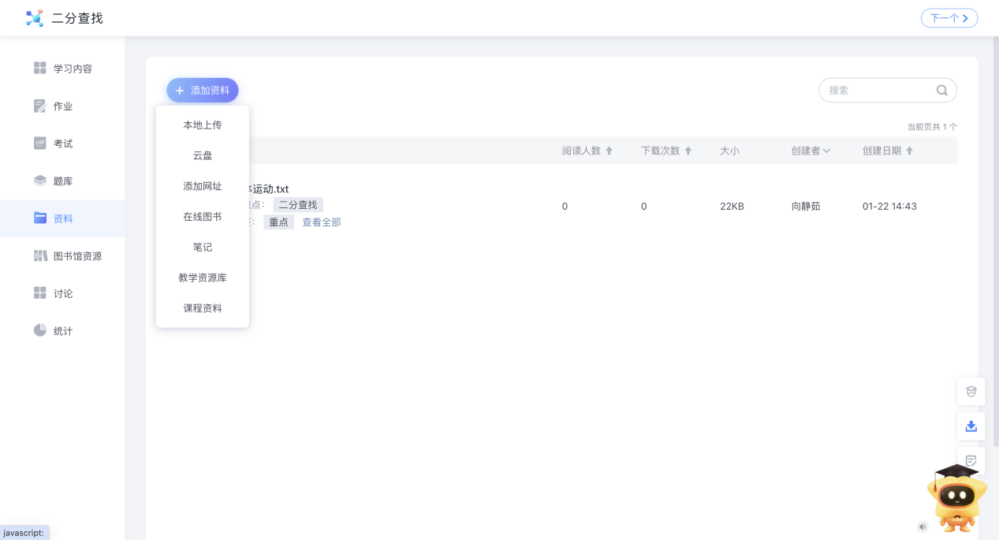 二分查找
下一个
学习内容
作业
考试
题库
资料
图书馆资源
讨论
统计
添加资料
搜索
本地上传
云盘
添加网址
在线图书
笔记
教学资源库
课程资料
当前页共 1 个
阅读人数
下载次数
大小
创建者
创建日期
运动.txt
点: 二分查找
重点 查看全部
0
0
22KB
向静茹
01-22 14:43
javascript: